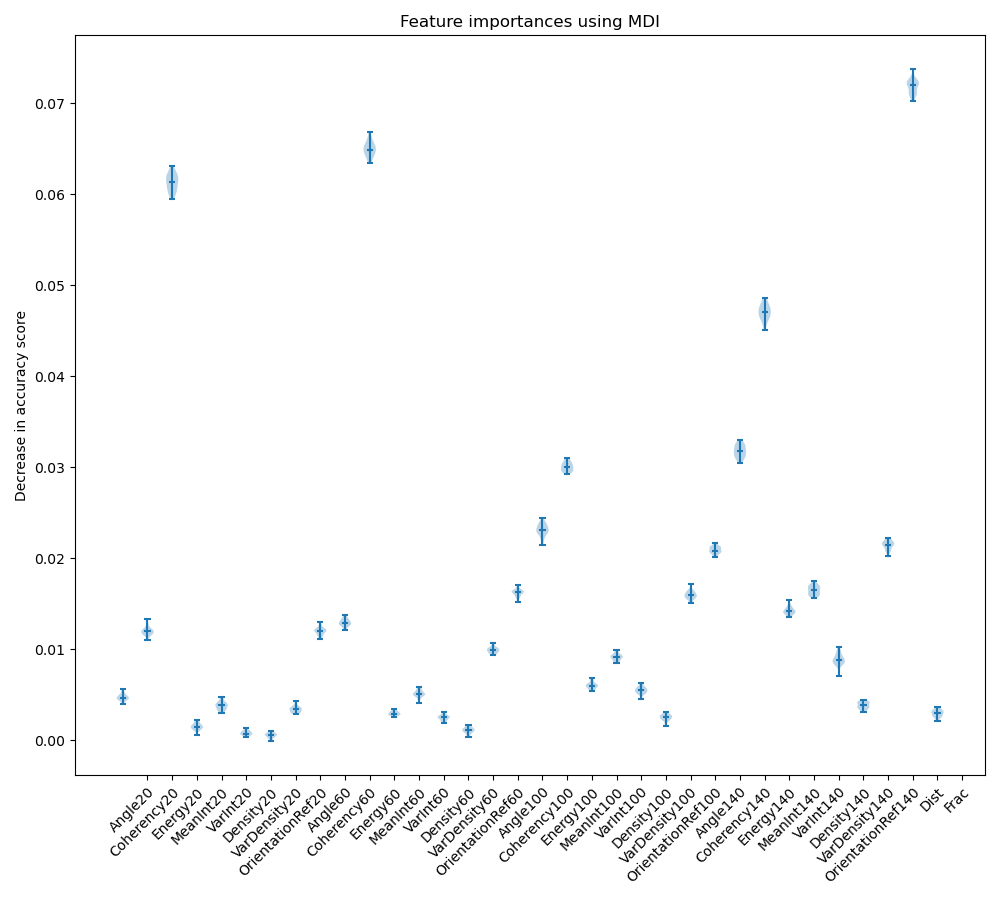 Feature importances using MDI
Decrease in accuracy score
0.07
0.06
0.05
0.04
0.03
0.02
0.01
0.00
Angle20
Coherency20
Energy20
MeanInt20
VarInt20
Density20
VarDensity20
OrientationRef20
Angle60
Coherency60
Energy60
MeanInt60
VarInt60
Density60
VarDensity60
OrientationRef60
Angle100
Coherency100
Energy100
MeanInt100
VarInt100
Density100
VarDensity100
OrientationRef100
Angle140
Coherency140
Energy140
MeanInt140
VarInt140
Density140
VarDensity140
OrientationRef140
Dist
Frac